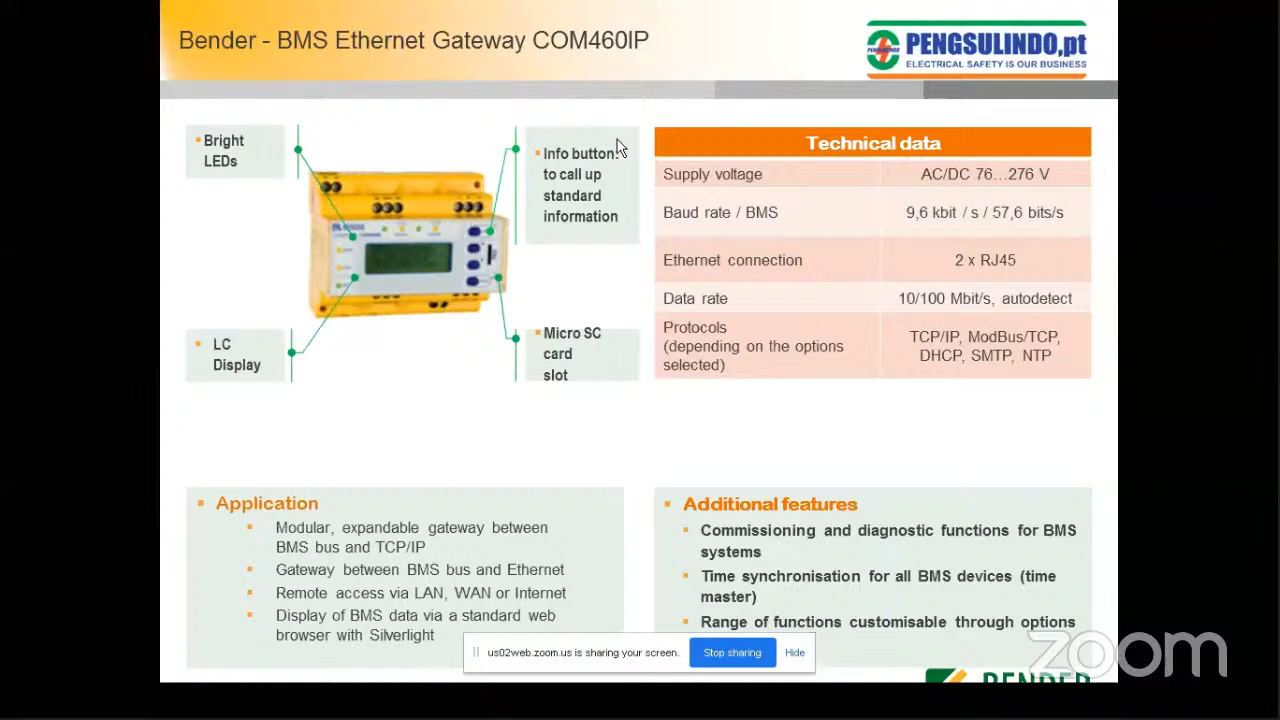 Bender - BMS Ethernet Gateway COM460IP
PENGSULINDO,pt
ELECTRICAL SAFETY IS OUR BUSINESS
Bright
LEDs
Info button:
to call up
standard
information
LC
Display
Micro SC
card
slot
Technical data
Supply voltage AC/DC 76...276 V
Baud rate / BMS 9,6 kbit / s / 57,6 bits/s
Ethernet connection 2 x RJ45
Data rate 10/100 Mbit/s, autodetect
Protocols
(depending on the options
selected)
TCP/IP, ModBus/TCP,
DHCP, SMTP, NTP
Application
Modular, expandable gateway between
BMS bus and TCP/IP
Gateway between BMS bus and Ethernet
Remote access via LAN, WAN or Internet
Display of BMS data via a standard web
browser with Silverlight
Additional features
Commissioning and diagnostic functions for BMS
systems
Time synchronisation for all BMS devices (time
master)
Range of functions customisable through options
us02web.zoom.us is sharing your screen.
Stop sharing
Hide
zoom
BENDER